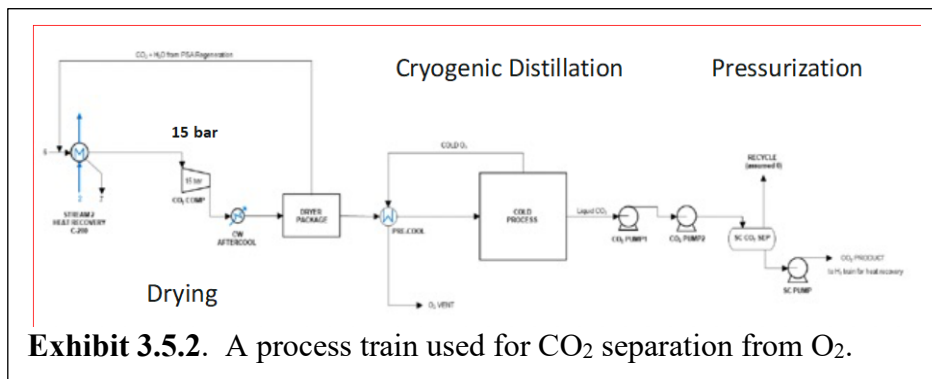 CO₂ + H₂O from PSA Regeneration
Cryogenic Distillation
Pressurization
15 bar
COLD O₂
RECYCLE
(assumed 0)
6
M
15 bar
2
7
CO₂ COMP
STREAM 2
HEAT RECOVERY
C-200
CW
AFTERCOOL
DRYER
PACKAGE
PRE.COOL
COLD
PROCESS
Liquid CO₂
CO₂ PUMP1
CO₂ PUMP2
SC CO₂ SEP
SC PUMP
CO₂ PRODUCT
to H₂ train for heat recovery
O₂ VENT
Drying
Exhibit 3.5.2. A process train used for CO₂ separation from O₂.